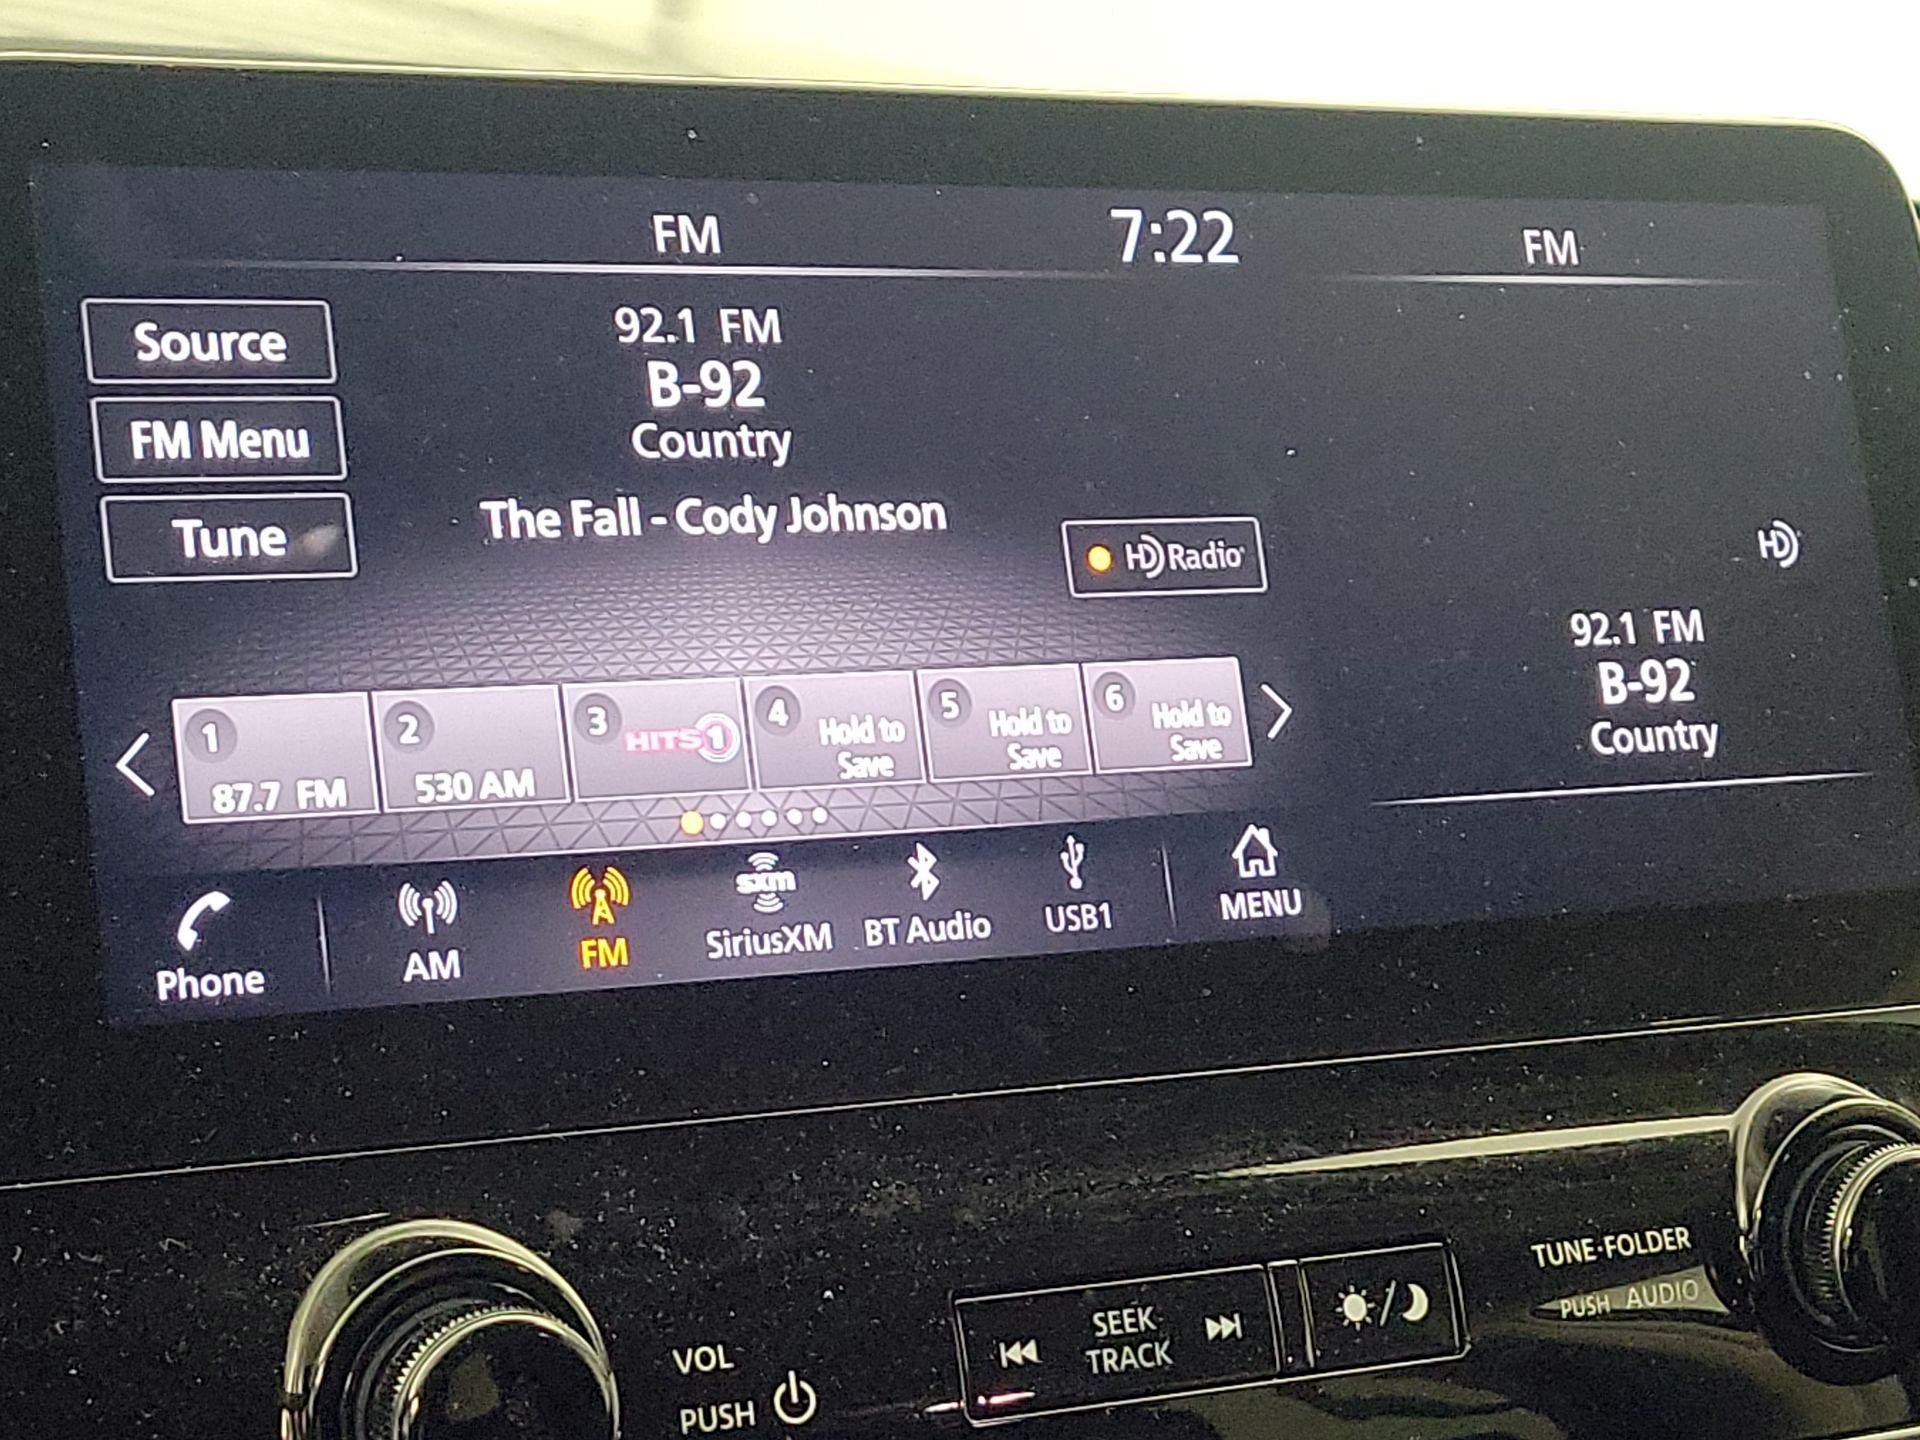 FM
7:22
FM
Source
FM Menu
Tune
92.1 FM
B-92
Country
The Fall - Cody Johnson
HD Radio
HD
92.1 FM
B-92
Country
1
87.7 FM
2
530 AM
3
HITS 1
4
Hold to
Save
5
Hold to
Save
6
Hold to
Save
Phone
AM
FM
sxm
SiriusXM
BT Audio
USB1
MENU
VOL
PUSH
SEEK
TRACK
TUNE·FOLDER
PUSH AUDIO